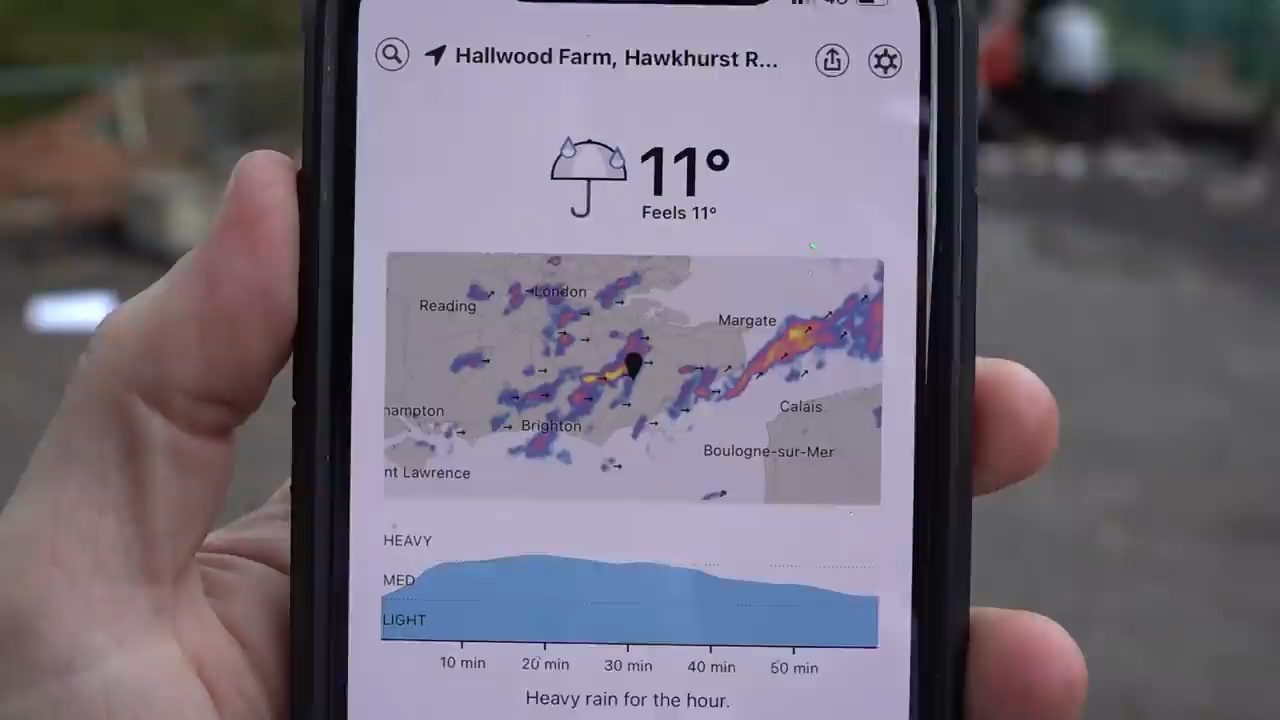 Hallwood Farm, Hawkhurst R...
11°
Feels 11°
London
Reading
Margate
Calais
hampton
Brighton
Boulogne-sur-Mer
nt Lawrence
HEAVY
MED
LIGHT
10 min 20 min 30 min 40 min 50 min
Heavy rain for the hour.